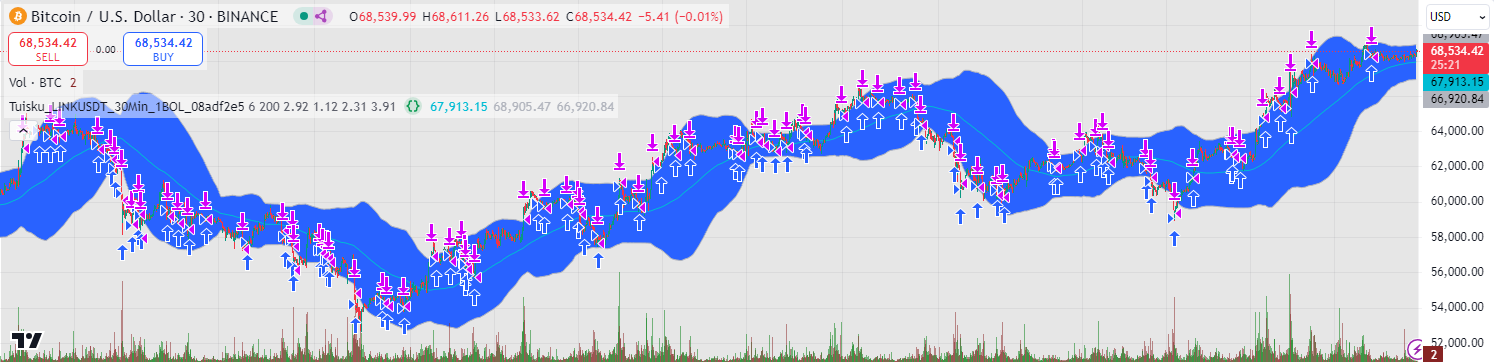 Bitcoin / U.S. Dollar · 30 · BINANCE O68,539.99 H68,611.26 L68,533.62 C68,534.42 −5.41 (−0.01%)
USD
68,534.42 SELL 0.00 68,534.42 BUY
Vol · BTC 2
Tuisku_LINKUSDT_30Min_1BOL_08adf2e5 6 200 2.92 1.12 2.31 3.91 67,913.15 68,905.47 66,920.84
68,905.47
68,534.42
25:21
67,913.15
66,920.84
64,000.00
62,000.00
60,000.00
58,000.00
56,000.00
54,000.00
52,000.00
2